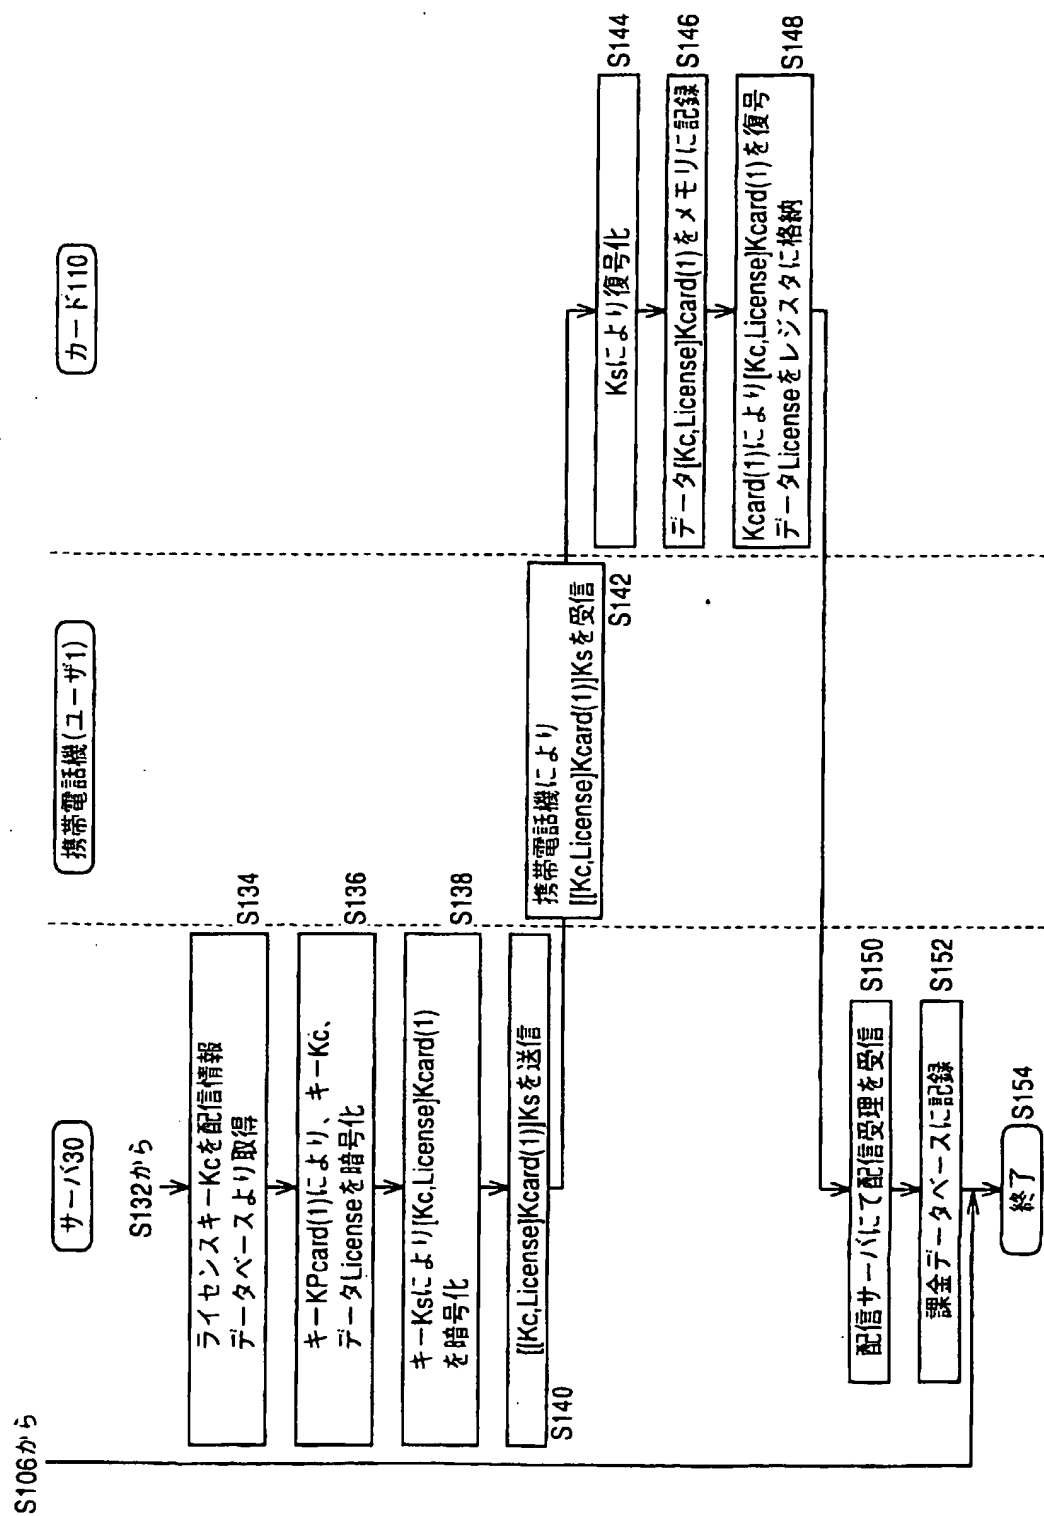 S106から
サーバ30
携帯電話機(ユーザ1)
カード110
S132から
ライセンスキーKcを配信情報
データベースより取得
S134
キーKPcard(1)により、キーKc、
データLicenseを暗号化
S136
キーKsにより[Kc,License]Kcard(1)
を暗号化
S138
[[Kc,License]Kcard(1)]Ksを送信
S140
携帯電話機により
[[Kc,License]Kcard(1)]Ksを受信
S142
Ksにより復号化
S144
データ[Kc,License]Kcard(1)をメモリに記録
S146
Kcard(1)により[Kc,License]Kcard(1)を復号
データLicenseをレジスタに格納
S148
配信サーバにて配信受理を受信
S150
課金データベースに記録
S152
終了
S154